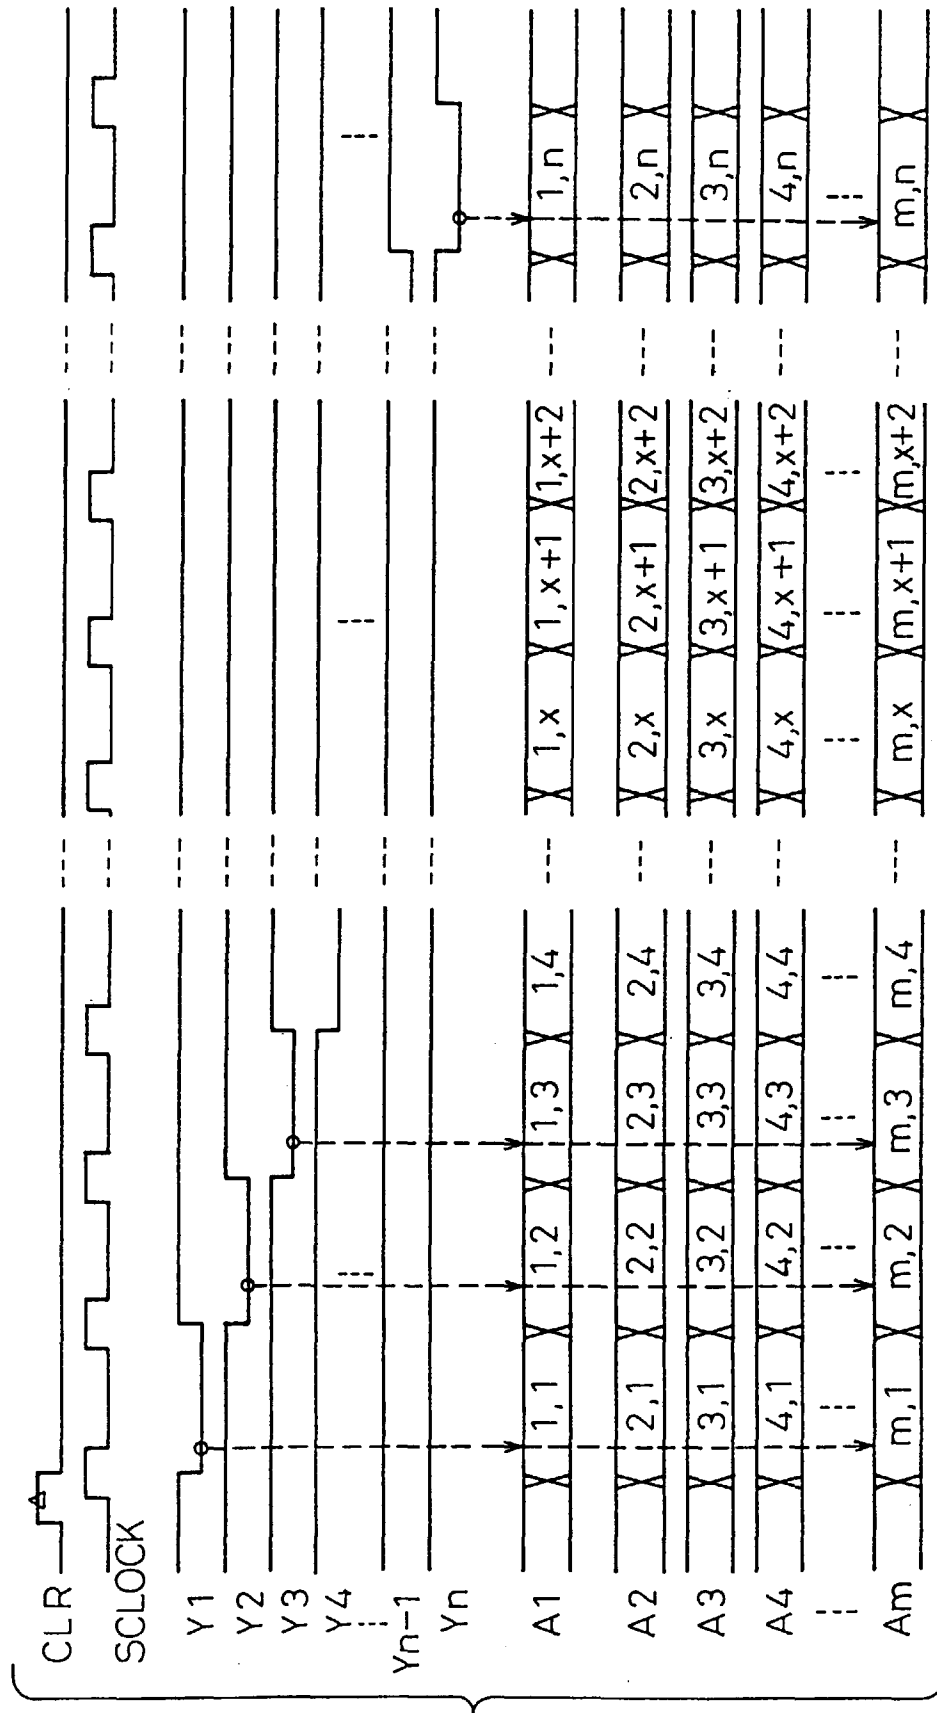 CLR
SCLOCK
Y1
Y2
Y3
Y4
Yn-1
Yn
A1 1,1 1,2 1,3 1,4 1,x 1,x+1 1,x+2 1,n
A2 2,1 2,2 2,3 2,4 2,x 2,x+1 2,x+2 2,n
A3 3,1 3,2 3,3 3,4 3,x 3,x+1 3,x+2 3,n
A4 4,1 4,2 4,3 4,4 4,x 4,x+1 4,x+2 4,n
Am m,1 m,2 m,3 m,4 m,x m,x+1 m,x+2 m,n